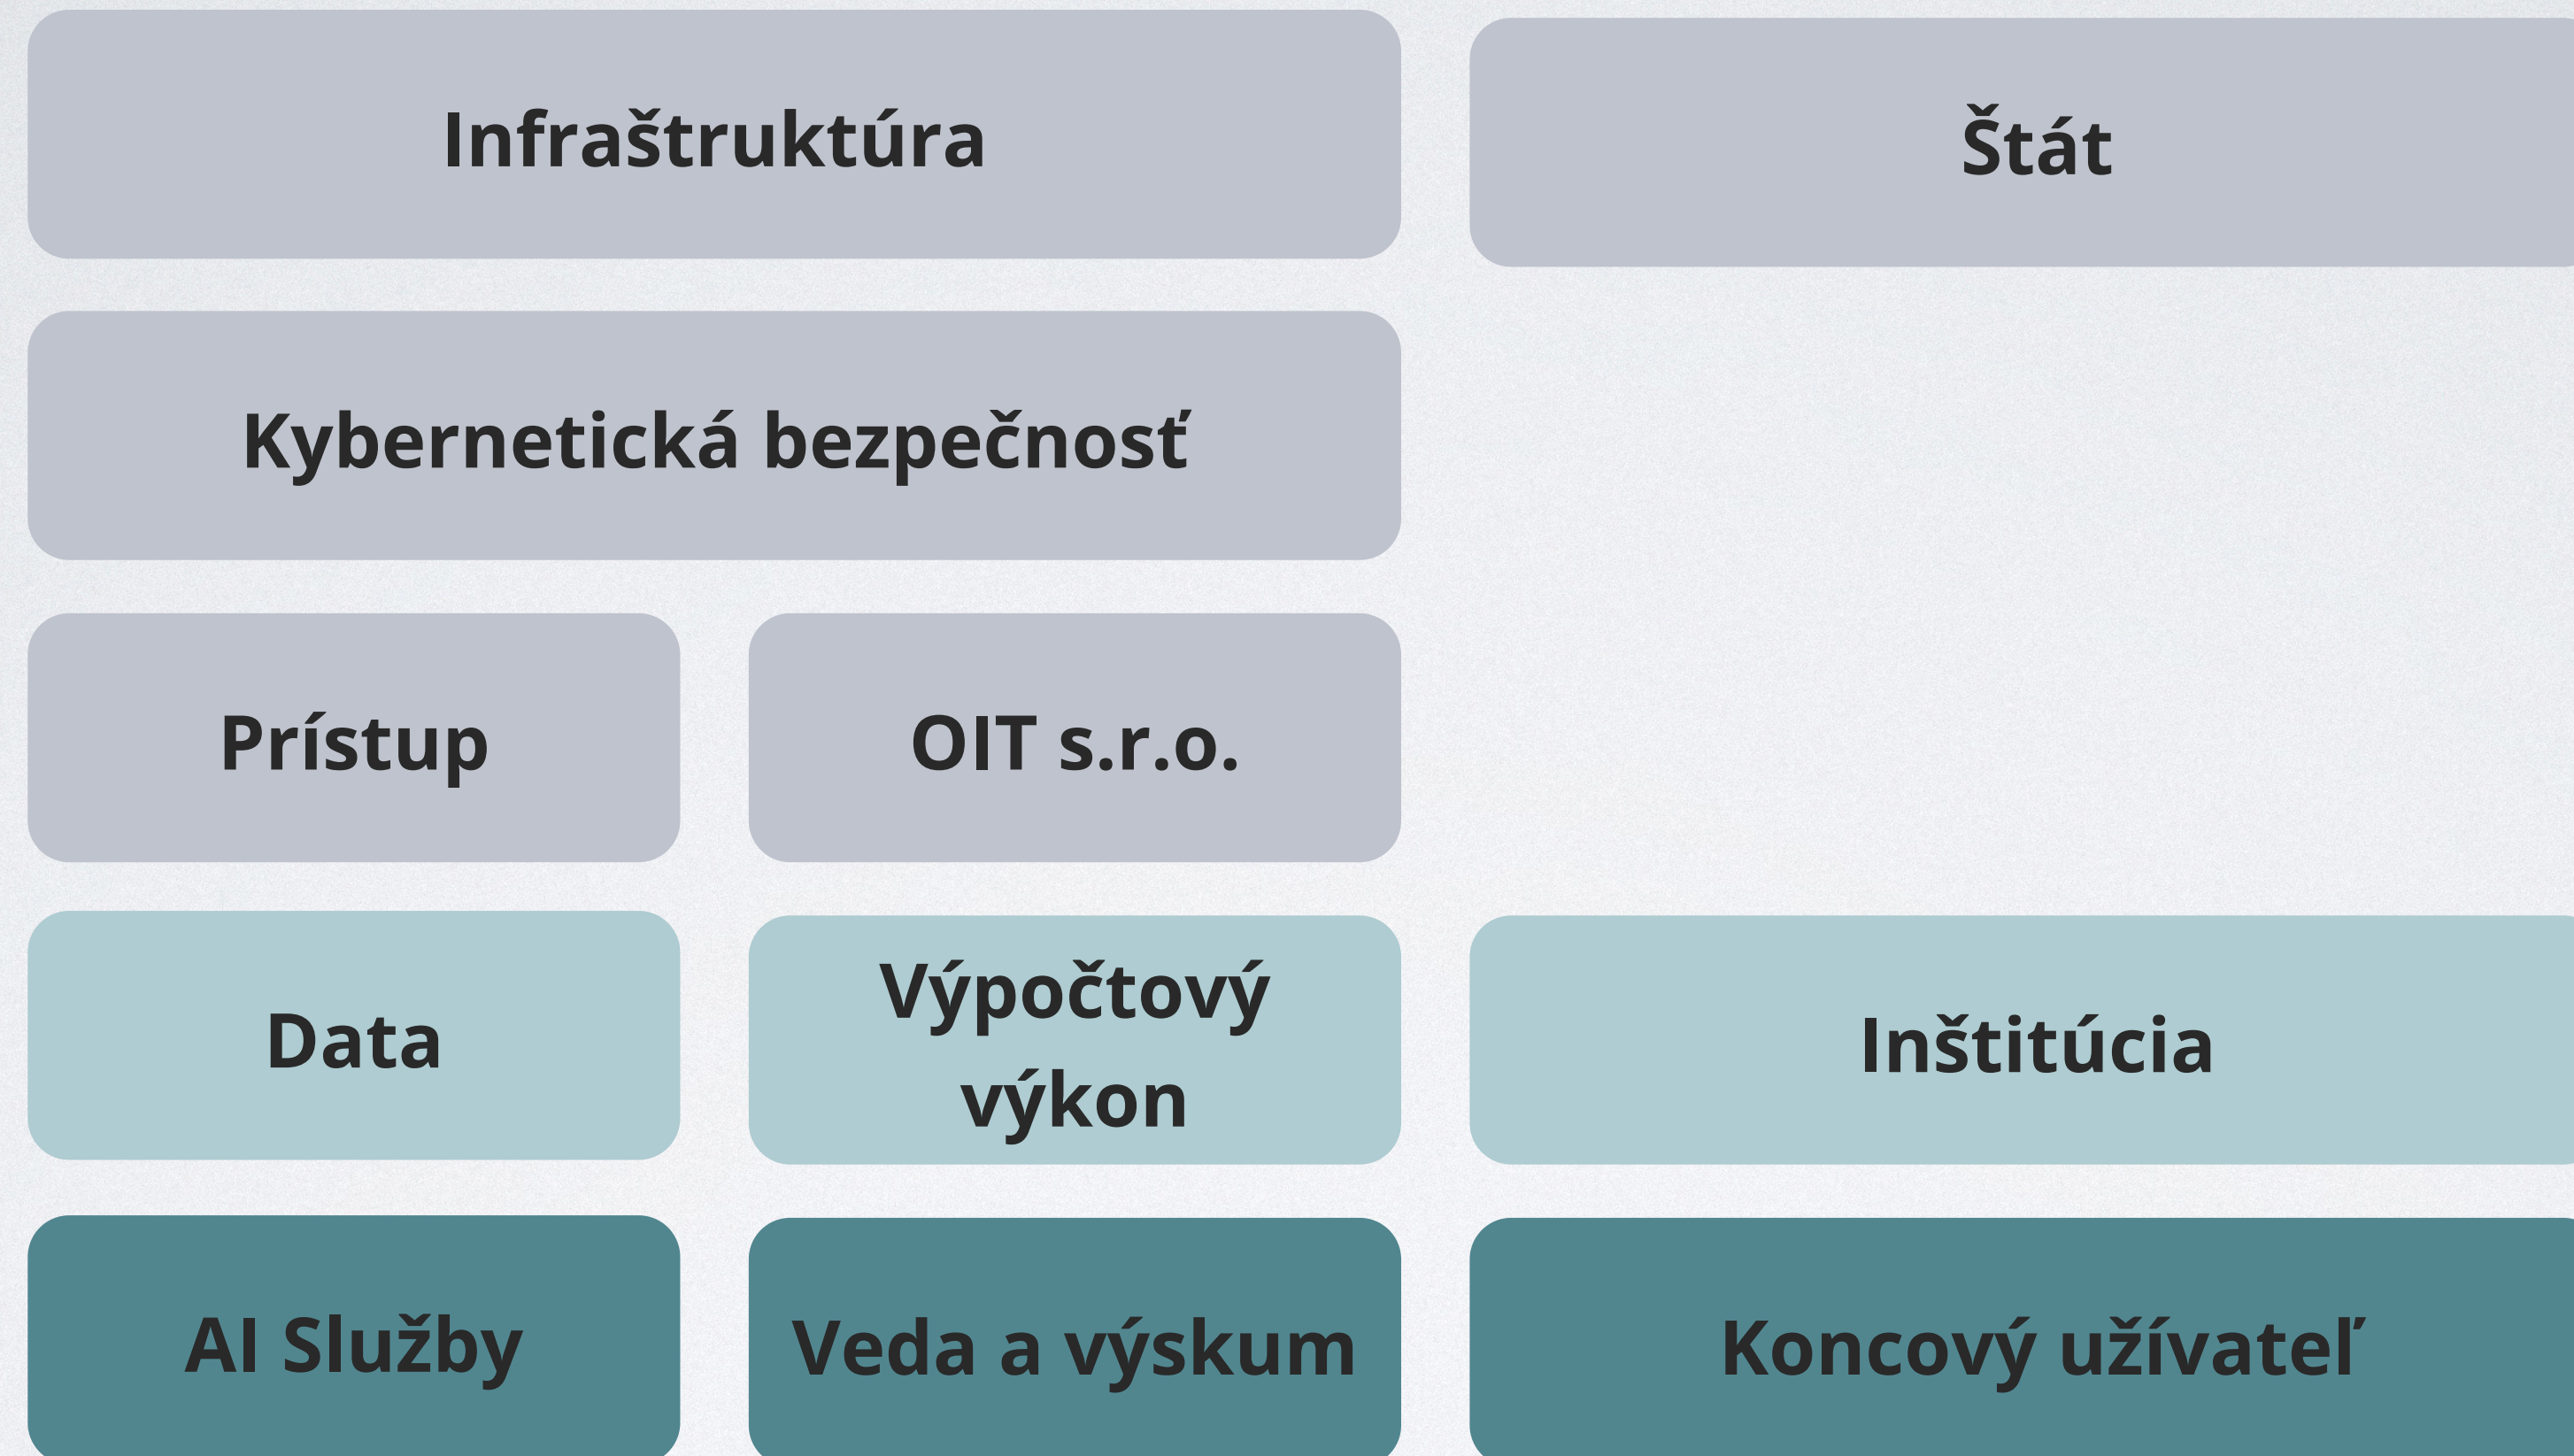 Infraštruktúra
Štát
Kybernetická bezpečnosť
Prístup
OIT s.r.o.
Data
Výpočtový
výkon
Inštitúcia
AI Služby
Veda a výskum
Koncový užívateľ